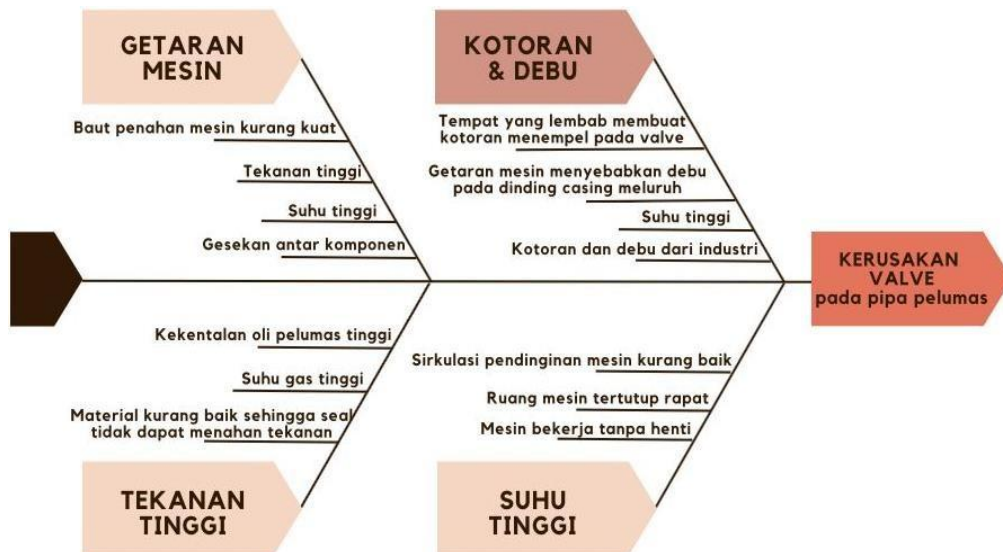 GETARAN
MESIN
Baut penahan mesin kurang kuat
Tekanan tinggi
Suhu tinggi
Gesekan antar komponen
KOTORAN
& DEBU
Tempat yang lembab membuat
kotoran menempel pada valve
Getaran mesin menyebabkan debu
pada dinding casing meluruh
Suhu tinggi
Kotoran dan debu dari industri
KERUSAKAN
VALVE
pada pipa pelumas
Kekentalan oli pelumas tinggi
Suhu gas tinggi
Material kurang baik sehingga seal
tidak dapat menahan tekanan
TEKANAN
TINGGI
Sirkulasi pendinginan mesin kurang baik
Ruang mesin tertutup rapat
Mesin bekerja tanpa henti
SUHU
TINGGI